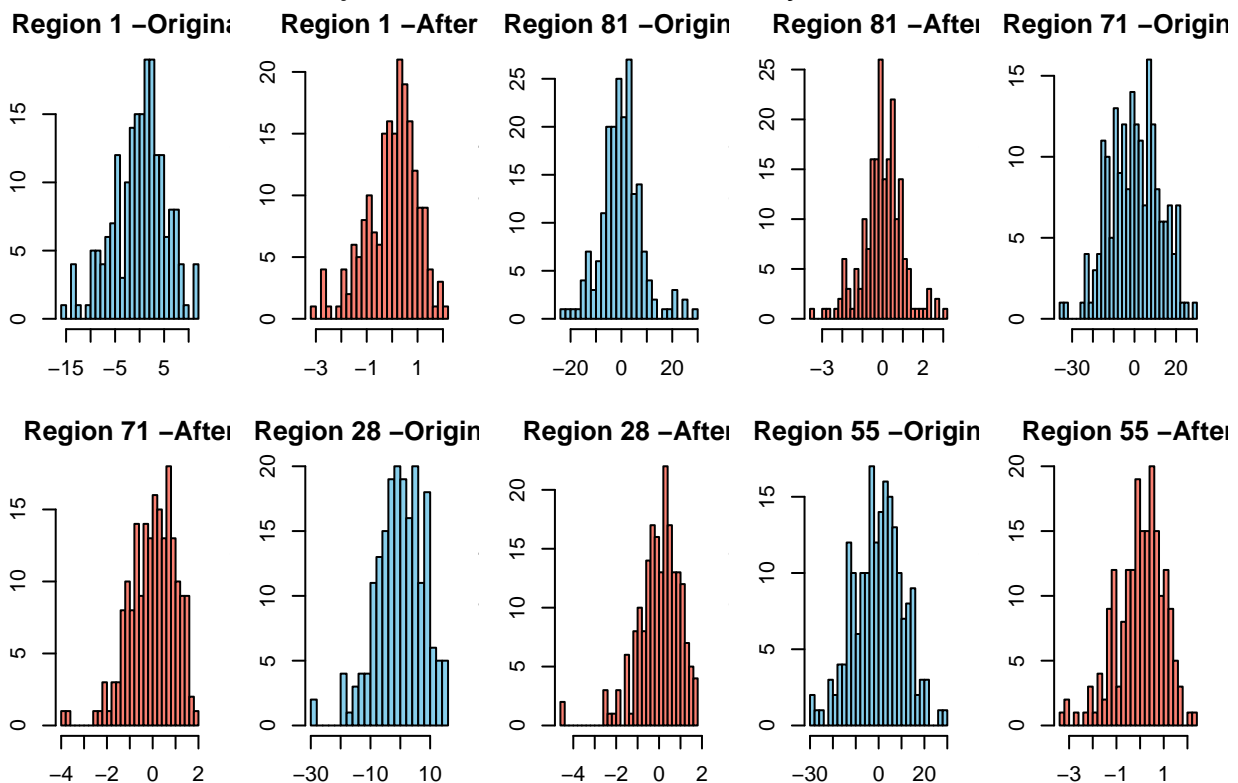 Region 1 –Origina
Region 1 –After
Region 81 –Origin
Region 81 –After
Region 71 –Origin
0 5 10 15
–15 –5 5
0 5 10 15 20
–3 –1 1
0 5 10 15 20 25
–20 0 20
0 5 10 15 20 25
–3 0 2
0 5 10 15
–30 0 20
Region 71 –After
Region 28 –Origin
Region 28 –After
Region 55 –Origin
Region 55 –After
0 5 10 15
–4 –2 0 2
0 5 10 15 20
–30 –10 10
0 5 10 15 20
–4 –2 0 2
0 5 10 15
–30 0 20
0 5 10 15 20
–3 –1 1